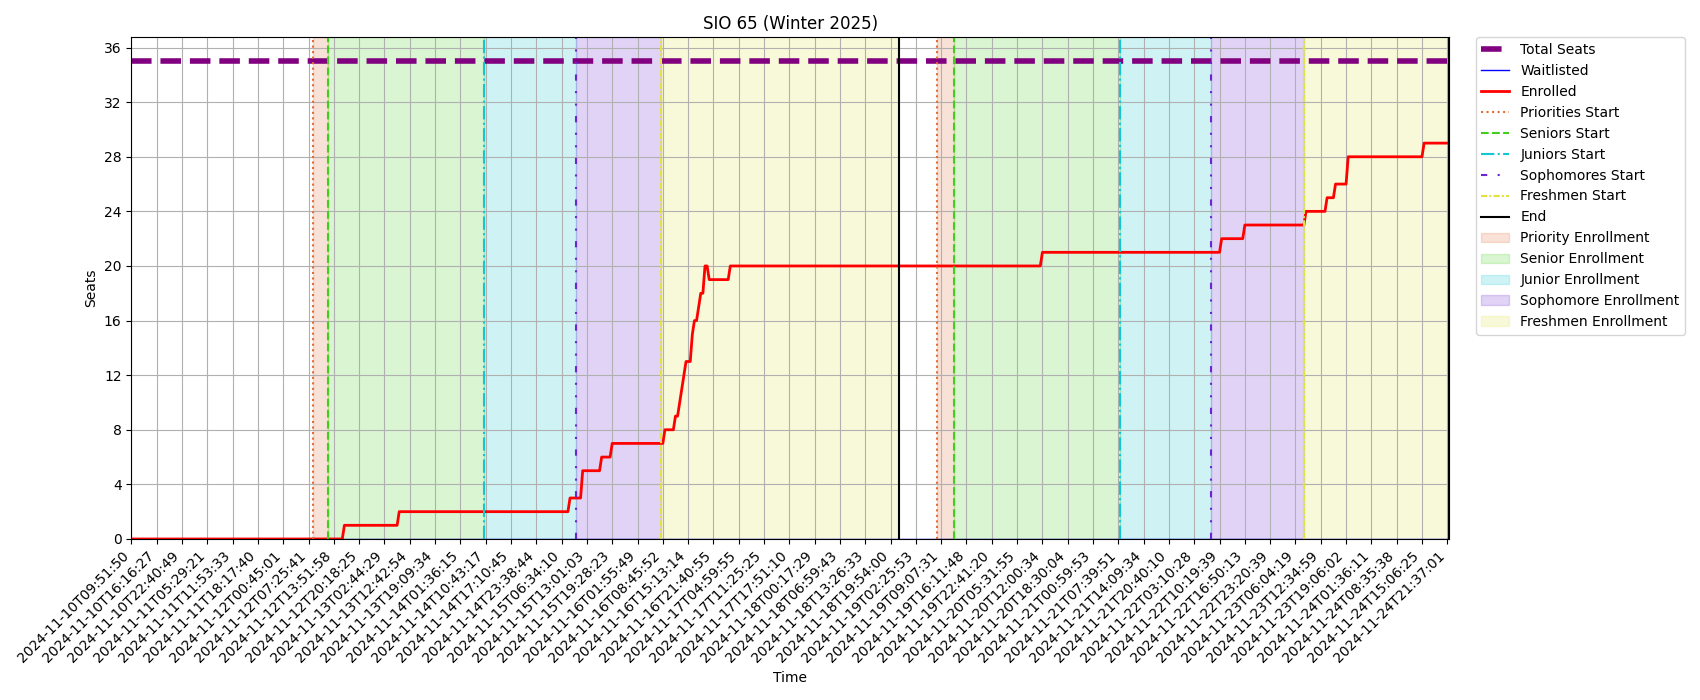 SIO 65 (Winter 2025)
Seats
36
32
28
24
20
16
12
8
4
0
2024-11-10T09:51:50
2024-11-10T16:16:27
2024-11-10T22:40:49
2024-11-11T05:29:21
2024-11-11T11:53:33
2024-11-11T18:17:40
2024-11-12T00:45:01
2024-11-12T07:25:41
2024-11-12T13:51:58
2024-11-12T20:18:25
2024-11-13T02:44:29
2024-11-13T12:42:54
2024-11-13T19:09:34
2024-11-14T01:36:15
2024-11-14T10:43:17
2024-11-14T17:10:45
2024-11-14T23:38:44
2024-11-15T06:34:10
2024-11-15T13:01:03
2024-11-15T19:28:23
2024-11-16T01:55:49
2024-11-16T08:45:52
2024-11-16T15:13:14
2024-11-16T21:40:55
2024-11-17T04:59:55
2024-11-17T11:25:25
2024-11-17T17:51:10
2024-11-18T00:17:29
2024-11-18T06:59:43
2024-11-18T13:26:33
2024-11-18T19:54:00
2024-11-19T02:25:53
2024-11-19T09:07:31
2024-11-19T16:11:48
2024-11-19T22:41:20
2024-11-20T05:31:55
2024-11-20T12:00:34
2024-11-20T18:30:04
2024-11-21T00:59:53
2024-11-21T07:39:51
2024-11-21T14:09:34
2024-11-21T20:40:10
2024-11-22T03:10:28
2024-11-22T10:19:39
2024-11-22T16:50:13
2024-11-22T23:20:39
2024-11-23T06:04:19
2024-11-23T12:34:59
2024-11-23T19:06:02
2024-11-24T01:36:11
2024-11-24T08:35:38
2024-11-24T15:06:25
2024-11-24T21:37:01
Time
Total Seats
Waitlisted
Enrolled
Priorities Start
Seniors Start
Juniors Start
Sophomores Start
Freshmen Start
End
Priority Enrollment
Senior Enrollment
Junior Enrollment
Sophomore Enrollment
Freshmen Enrollment